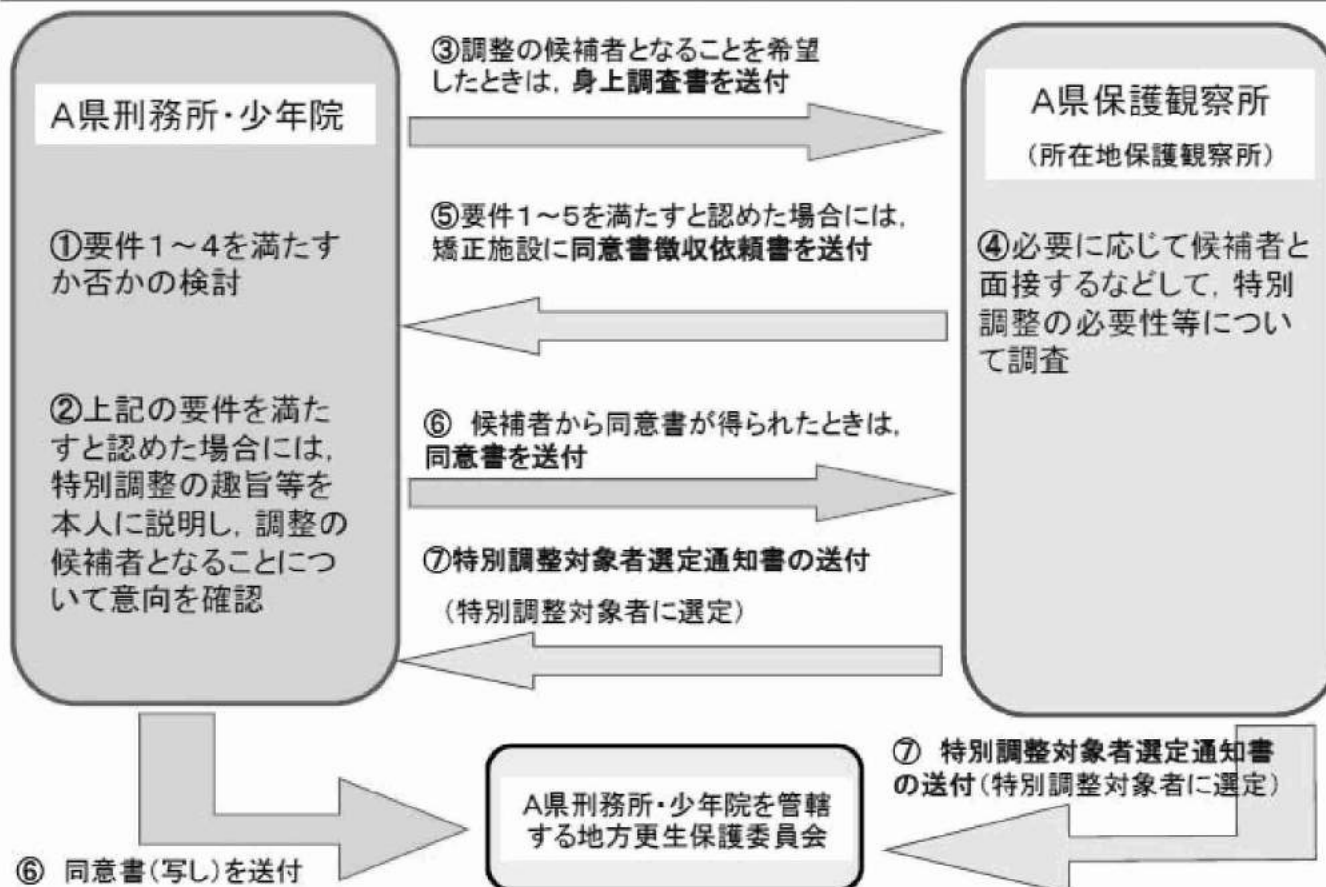 A県刑務所・少年院
①要件1~4を満たす
か否かの検討
②上記の要件を満た
すと認めた場合には,
特別調整の趣旨等を
本人に説明し, 調整の
候補者となることにつ
いて意向を確認
③調整の候補者となることを希望
したときは, 身上調査書を送付
⑤要件1~5を満たすと認めた場合には,
矯正施設に同意書徴収依頼書を送付
⑥ 候補者から同意書が得られたときは,
同意書を送付
⑦特別調整対象者選定通知書の送付
(特別調整対象者に選定)
A県保護観察所
(所在地保護観察所)
④必要に応じて候補者と
面接するなどして, 特別
調整の必要性等につい
て調査
⑥ 同意書(写し)を送付
A県刑務所・少年院を管轄
する地方更生保護委員会
⑦ 特別調整対象者選定通知書
の送付(特別調整対象者に選定)